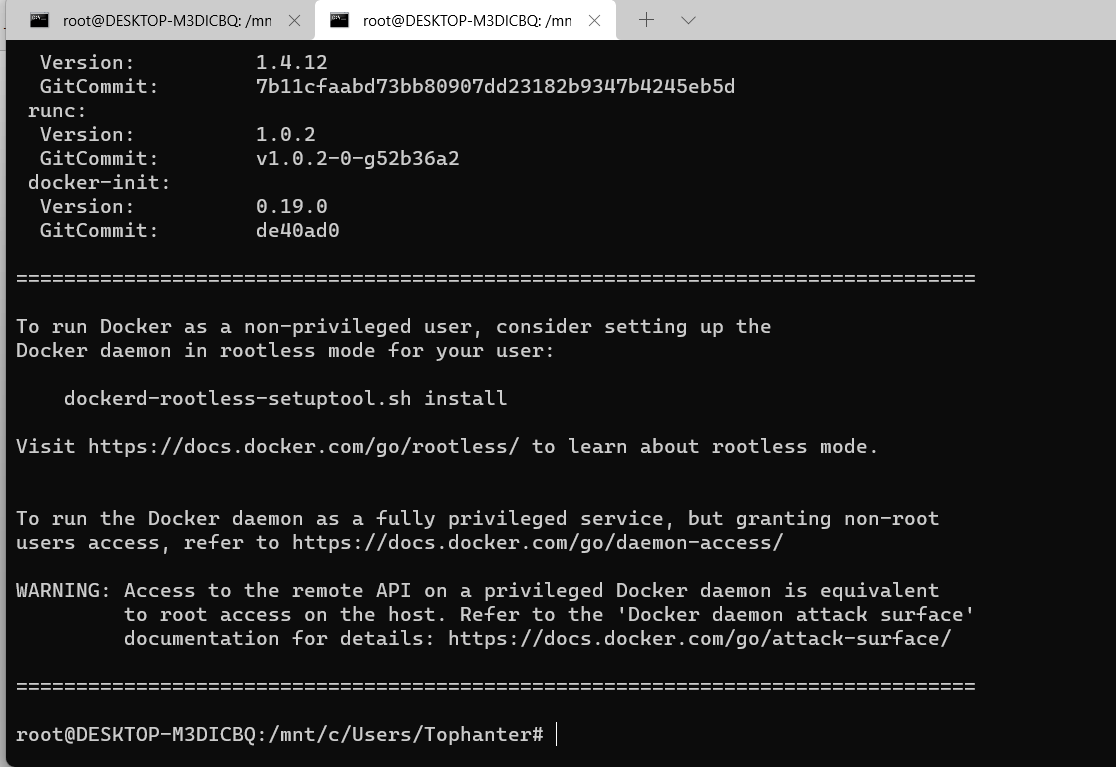 root@DESKTOP-M3DICBQ: /mn
root@DESKTOP-M3DICBQ: /mn
Version: 1.4.12
GitCommit: 7b11cfaabd73bb80907dd23182b9347b4245eb5d
runc:
Version: 1.0.2
GitCommit: v1.0.2-0-g52b36a2
docker-init:
Version: 0.19.0
GitCommit: de40ad0
================================================================================
To run Docker as a non-privileged user, consider setting up the
Docker daemon in rootless mode for your user:
dockerd-rootless-setuptool.sh install
Visit https://docs.docker.com/go/rootless/ to learn about rootless mode.
To run the Docker daemon as a fully privileged service, but granting non-root
users access, refer to https://docs.docker.com/go/daemon-access/
WARNING: Access to the remote API on a privileged Docker daemon is equivalent
to root access on the host. Refer to the 'Docker daemon attack surface'
documentation for details: https://docs.docker.com/go/attack-surface/
================================================================================
root@DESKTOP-M3DICBQ:/mnt/c/Users/Tophanter#